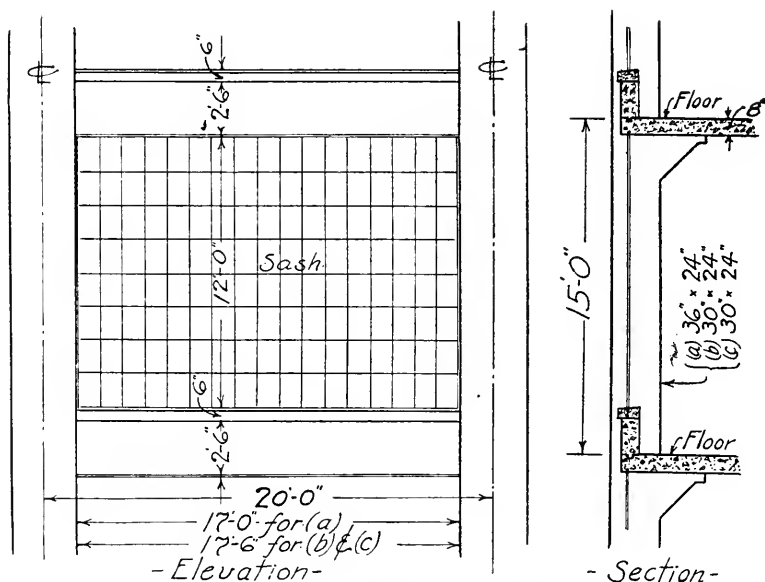 6"
2'-6"
Sash
12'-0"
6"
2'-6"
20'-0"
17'-0" for (a)
17'-6" for (b) & (c)
- Elevation -
Floor
8"
15'-0"
(a) 36" x 24"
(b) 30" x 24"
(c) 30" x 24"
Floor
- Section -